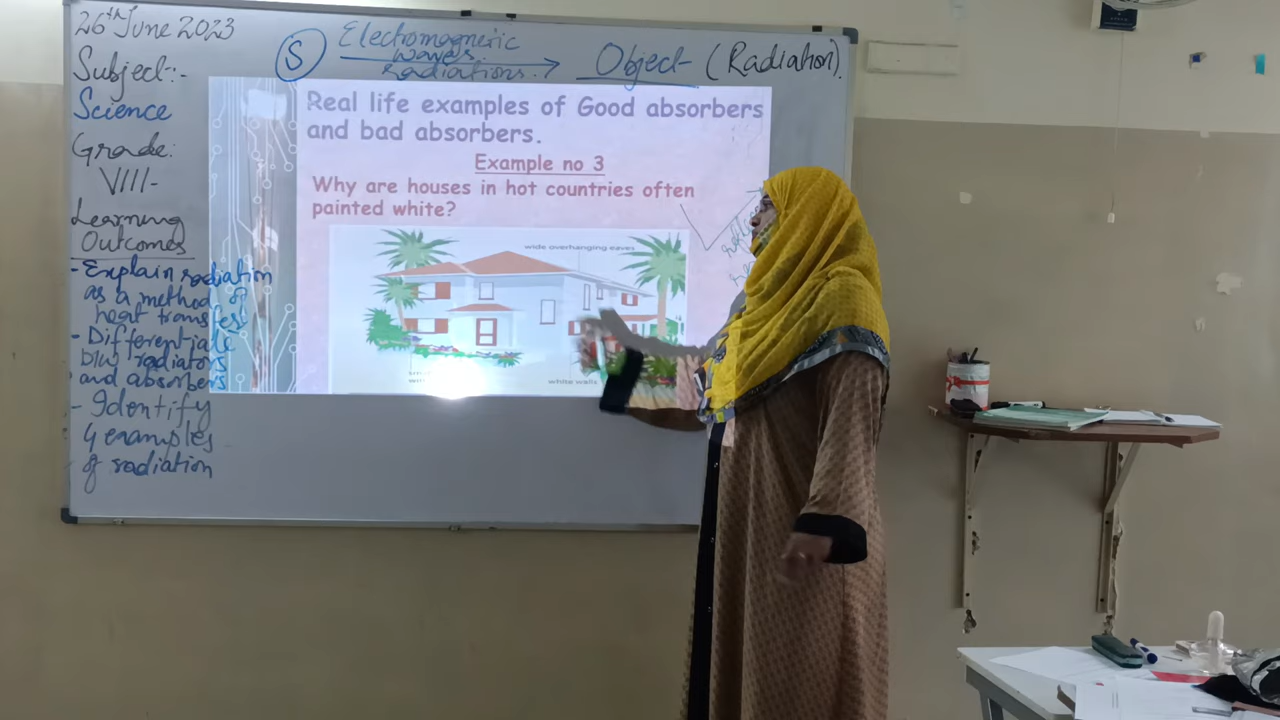 26th June 2023
Subject:-
Science
Grade:
VIII-
Learning
Outcomes
- Explain radiation
as a method of
heat transfer
- Differentiate
b/w radiators
and absorbers
- Identify
4 examples
of radiation
S
Electromagneric
waves
Radiations.
Object (Radiation).
Real life examples of Good absorbers
and bad absorbers.
Example no 3
Why are houses in hot countries often
painted white?
wide overhanging eaves
white walls